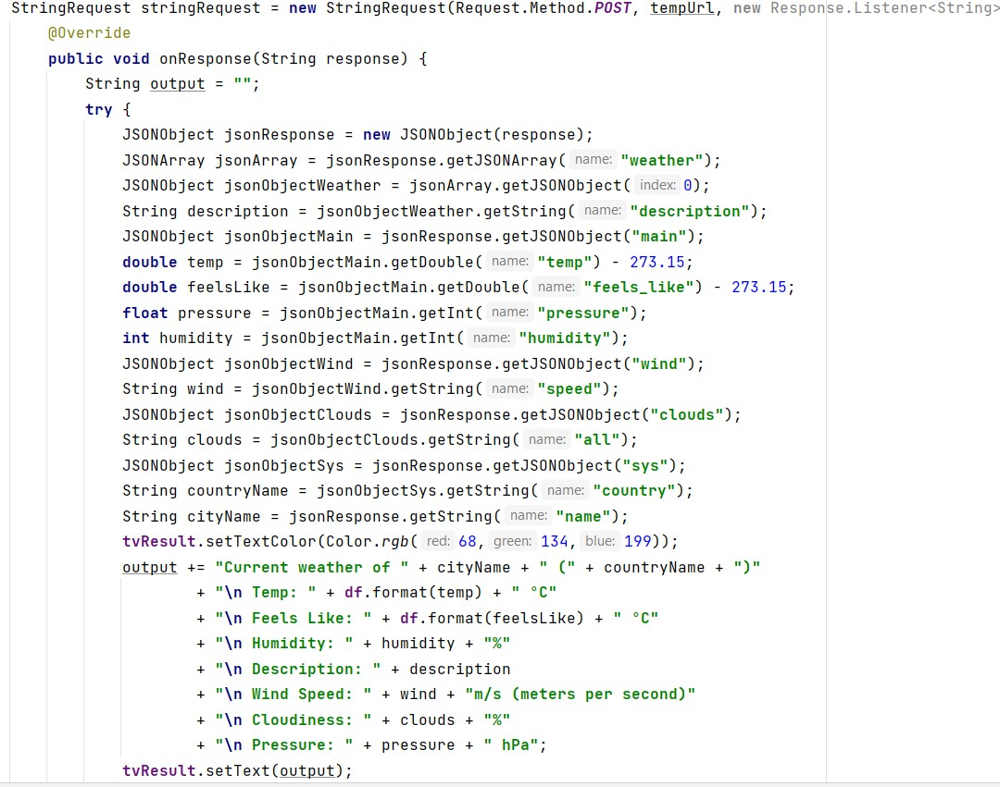 StringRequest stringRequest = new StringRequest(Request.Method.POST, tempUrl, new Response.Listener<String>
@Override
public void onResponse(String response) {
String output = "";
try {
JSONObject jsonResponse = new JSONObject(response);
JSONArray jsonArray = jsonResponse.getJSONArray( name: "weather");
JSONObject jsonObjectWeather = jsonArray.getJSONObject( index: 0);
String description = jsonObjectWeather.getString( name: "description");
JSONObject jsonObjectMain = jsonResponse.getJSONObject("main");
double temp = jsonObjectMain.getDouble( name: "temp") - 273.15;
double feelsLike = jsonObjectMain.getDouble( name: "feels_like") - 273.15;
float pressure = jsonObjectMain.getInt( name: "pressure");
int humidity = jsonObjectMain.getInt( name: "humidity");
JSONObject jsonObjectWind = jsonResponse.getJSONObject("wind");
String wind = jsonObjectWind.getString( name: "speed");
JSONObject jsonObjectClouds = jsonResponse.getJSONObject("clouds");
String clouds = jsonObjectClouds.getString( name: "all");
JSONObject jsonObjectSys = jsonResponse.getJSONObject("sys");
String countryName = jsonObjectSys.getString( name: "country");
String cityName = jsonResponse.getString( name: "name");
tvResult.setTextColor(Color.rgb( red: 68, green: 134, blue: 199));
output += "Current weather of " + cityName + " (" + countryName + ")"
+ "\n Temp: " + df.format(temp) + " °C"
+ "\n Feels Like: " + df.format(feelsLike) + " °C"
+ "\n Humidity: " + humidity + "%"
+ "\n Description: " + description
+ "\n Wind Speed: " + wind + "m/s (meters per second)"
+ "\n Cloudiness: " + clouds + "%"
+ "\n Pressure: " + pressure + " hPa";
tvResult.setText(output);